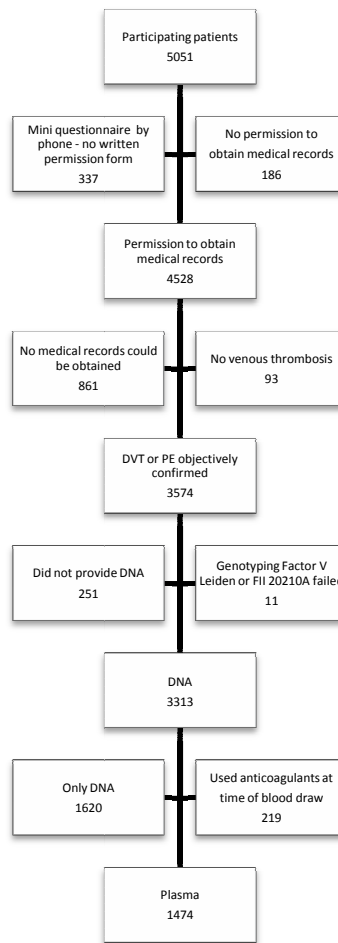 Participating patients
5051
Mini questionnaire by
phone - no written
permission form
337
No permission to
obtain medical records
186
Permission to obtain
medical records
4528
No medical records could
be obtained
861
No venous thrombosis
93
DVT or PE objectively
confirmed
3574
Did not provide DNA
251
Genotyping Factor V
Leiden or FII 20210A failed
11
DNA
3313
Only DNA
1620
Used anticoagulants at
time of blood draw
219
Plasma
1474